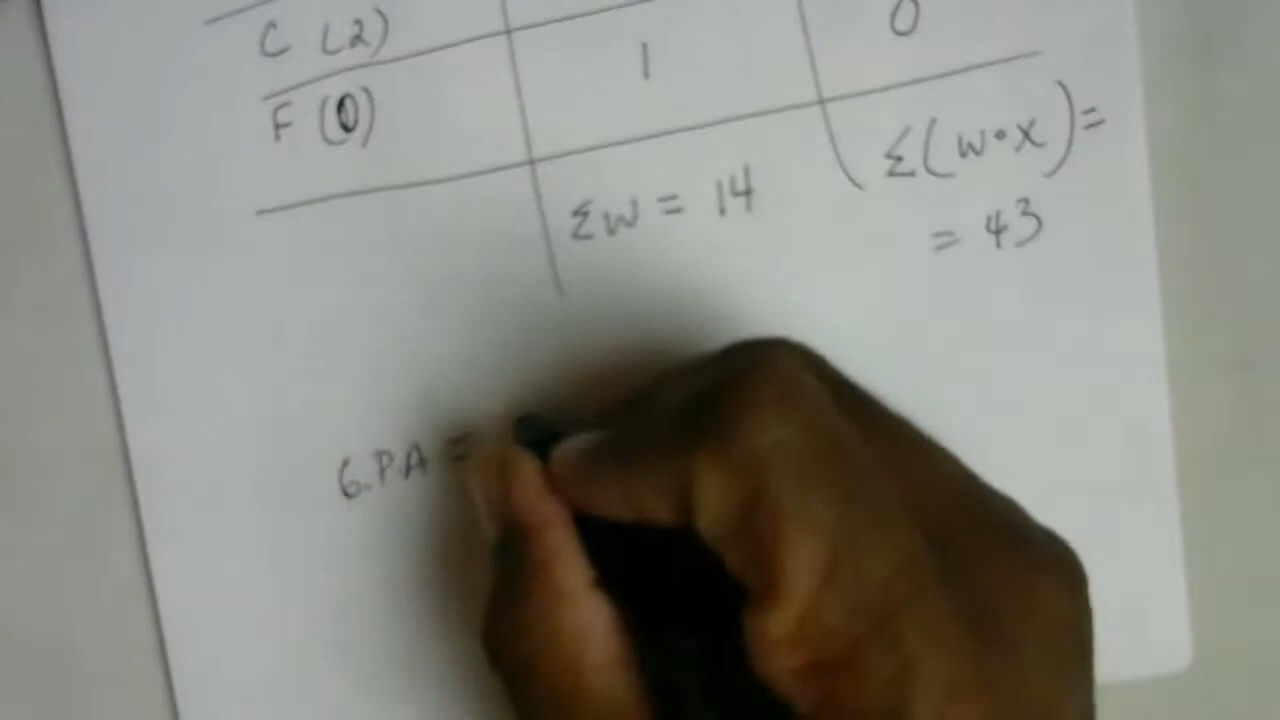 C (2)
0
F (0) 1
Σw = 14
Σ(w•x) =
= 43
G.P.A =